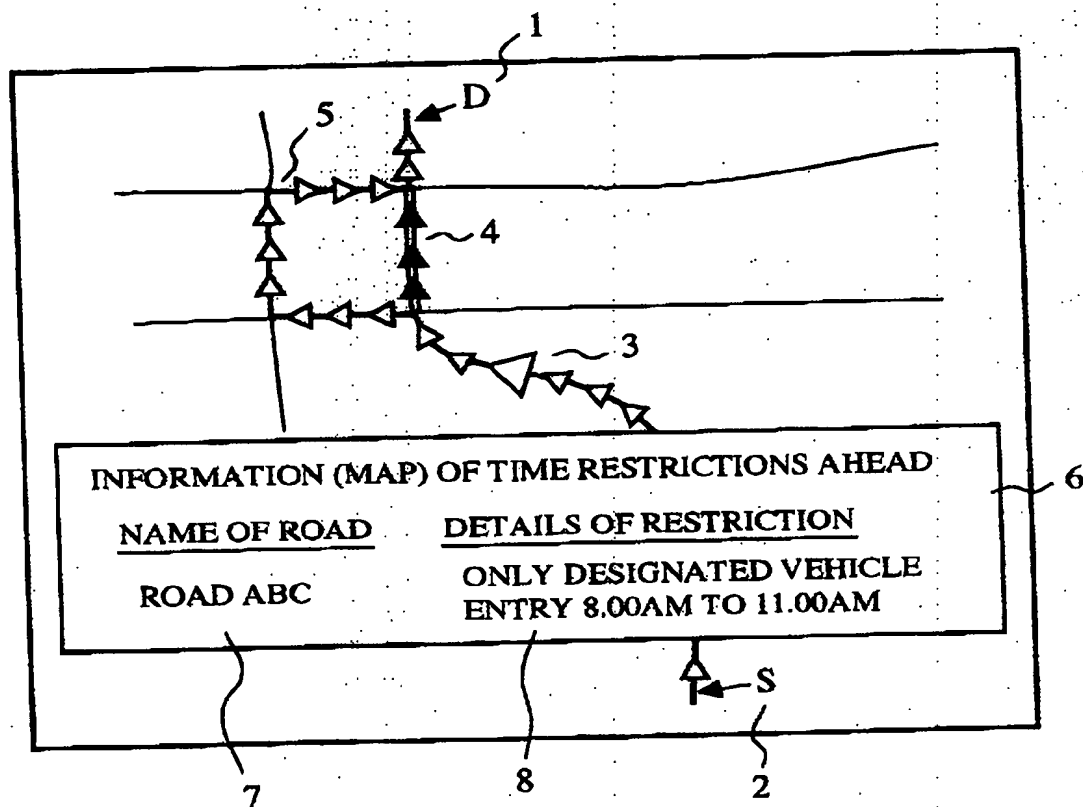 1
D
5
4
3
INFORMATION (MAP) OF TIME RESTRICTIONS AHEAD
6
NAME OF ROAD DETAILS OF RESTRICTION
ROAD ABC ONLY DESIGNATED VEHICLE
ENTRY 8.00AM TO 11.00AM
S
7 8 2